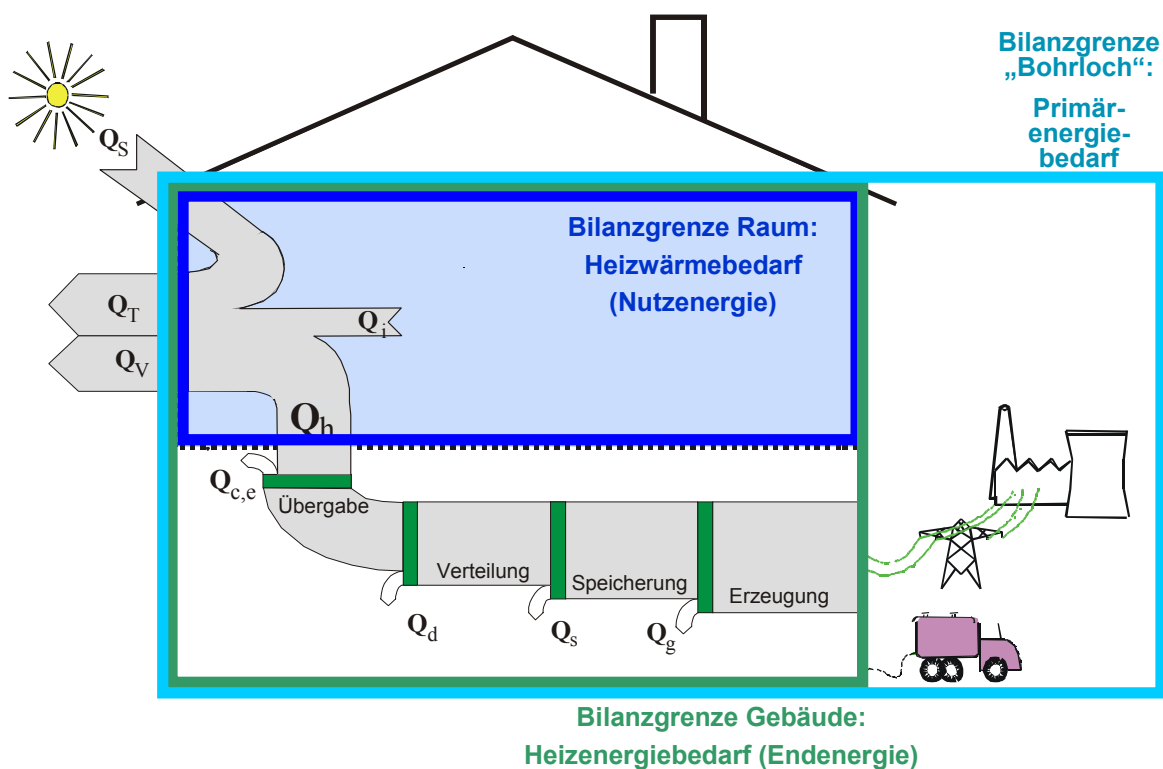 Bilanzgrenze
„Bohrloch“:
Primär-
energie-
bedarf
Q_S
Bilanzgrenze Raum:
Heizwärmebedarf
(Nutzenergie)
Q_T
Q_i
Q_V
Q_h
Q_c,e
Übergabe
Verteilung
Speicherung
Erzeugung
Q_d
Q_s
Q_g
Bilanzgrenze Gebäude:
Heizenergiebedarf (Endenergie)